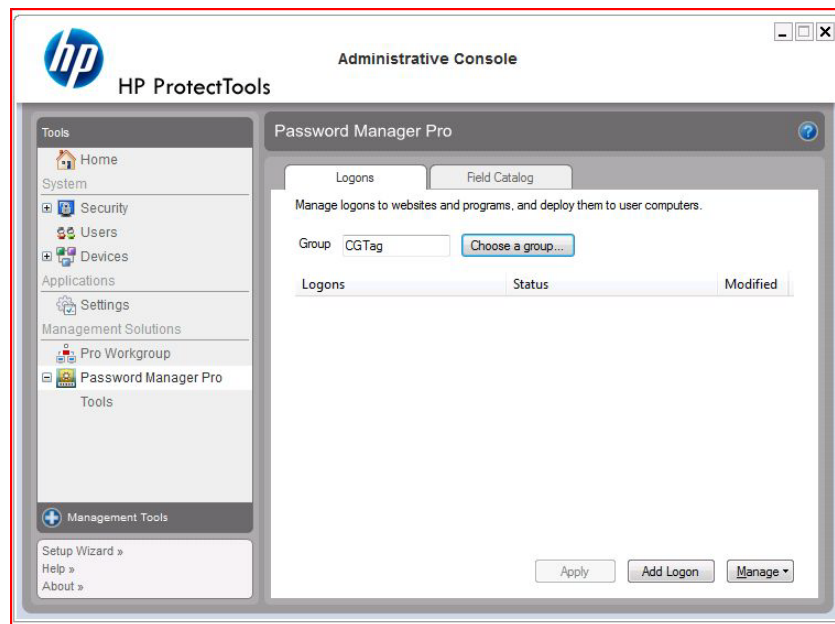 hp
HP ProtectTools
Administrative Console
Tools
Home
System
Security
Users
Devices
Applications
Settings
Management Solutions
Pro Workgroup
Password Manager Pro
Tools
Management Tools
Setup Wizard »
Help »
About »
Password Manager Pro
?
Logons
Field Catalog
Manage logons to websites and programs, and deploy them to user computers.
Group CGTag Choose a group...
Logons Status Modified
Apply Add Logon Manage